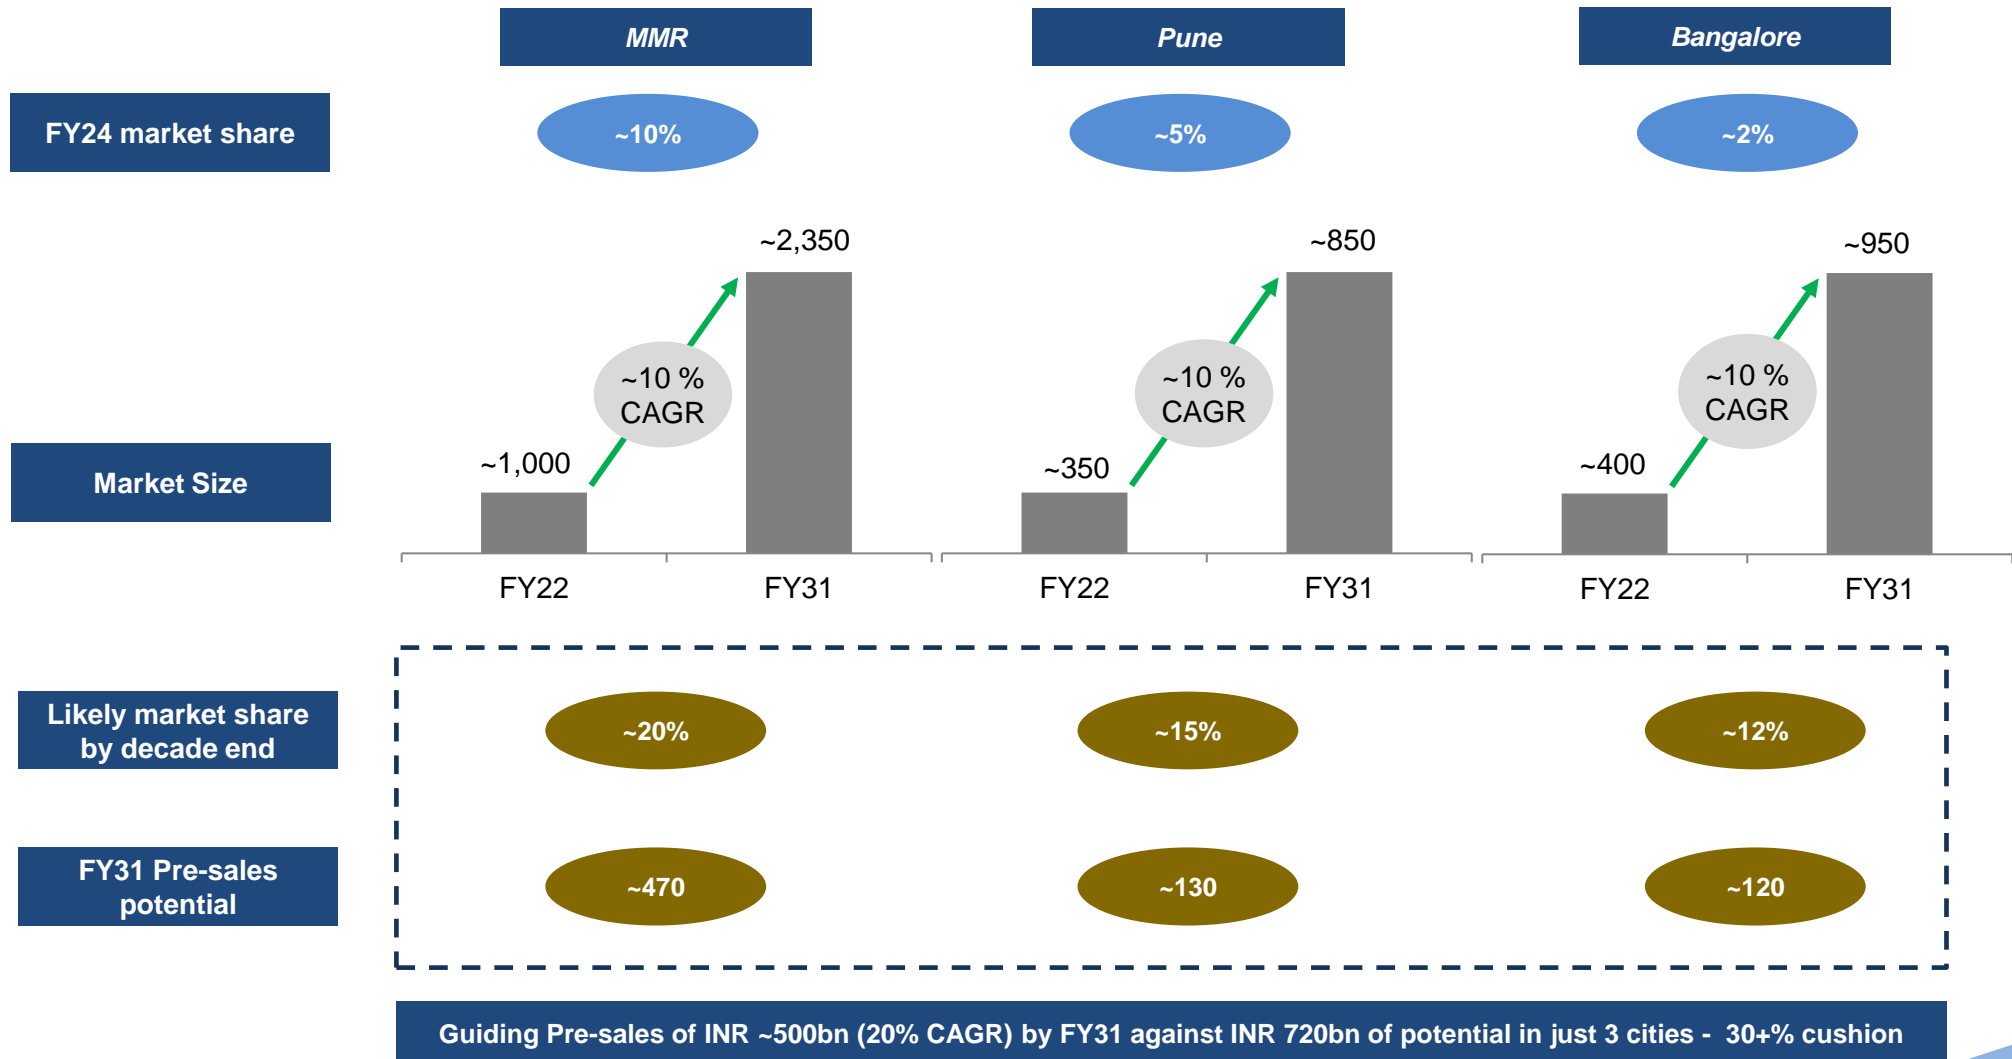 MMR
Pune
Bangalore
FY24 market share
~10%
~5%
~2%
~2,350
~850
~950
~10 %
CAGR
~10 %
CAGR
~10 %
CAGR
Market Size
~1,000
~350
~400
FY22
FY31
FY22
FY31
FY22
FY31
Likely market share
by decade end
~20%
~15%
~12%
FY31 Pre-sales
potential
~470
~130
~120
Guiding Pre-sales of INR ~500bn (20% CAGR) by FY31 against INR 720bn of potential in just 3 cities - 30+% cushion